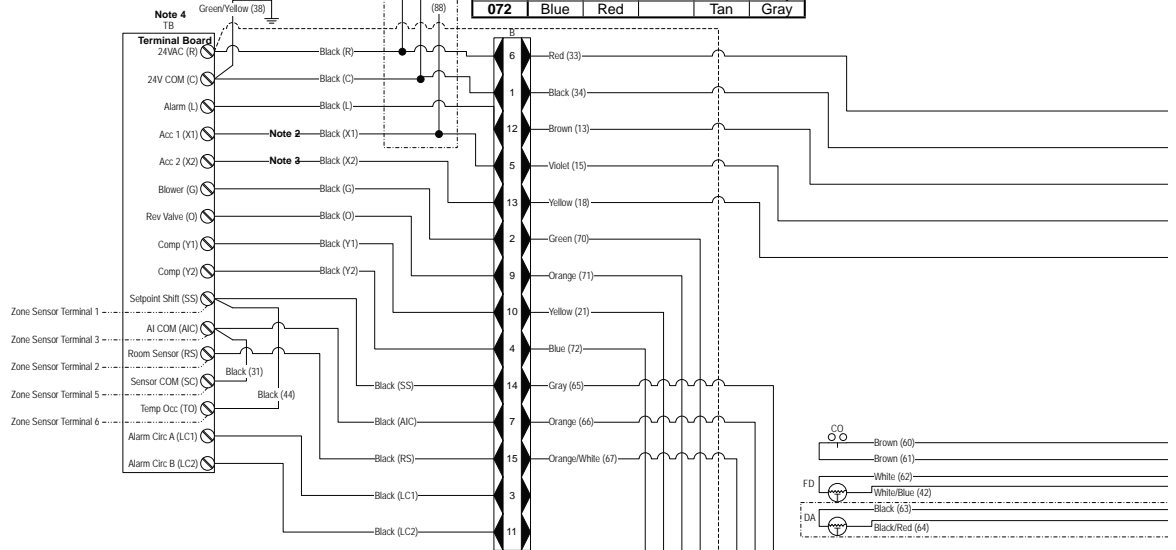 Green/Yellow (38)
(88)
072 Blue Red Tan Gray
Note 4
TB
Terminal Board
B
24VAC (R) Black (R) 6 Red (33)
24V COM (C) Black (C) 1 Black (34)
Alarm (L) Black (L) 12 Brown (13)
Acc 1 (X1) Note 2 Black (X1) 5 Violet (15)
Acc 2 (X2) Note 3 Black (X2) 13 Yellow (18)
Blower (G) Black (G) 2 Green (70)
Rev Valve (O) Black (O) 9 Orange (71)
Comp (Y1) Black (Y1) 10 Yellow (21)
Comp (Y2) Black (Y2) 4 Blue (72)
Setpoint Shift (SS)
Zone Sensor Terminal 1
AI COM (AIC)
Zone Sensor Terminal 3
Room Sensor (RS)
Zone Sensor Terminal 2
Black (31)
Sensor COM (SC) Black (SS) 14 Gray (65)
Zone Sensor Terminal 5
Black (44)
Temp Occ (TO)
Zone Sensor Terminal 6 Black (AIC) 7 Orange (66)
Alarm Circ A (LC1)
Black (RS) 15 Orange/White (67)
Alarm Circ B (LC2)
Black (LC1) 3
Black (LC2) 11
CO
Brown (60)
Brown (61)
FD
White (62)
White/Blue (42)
DA
Black (63)
Black/Red (64)